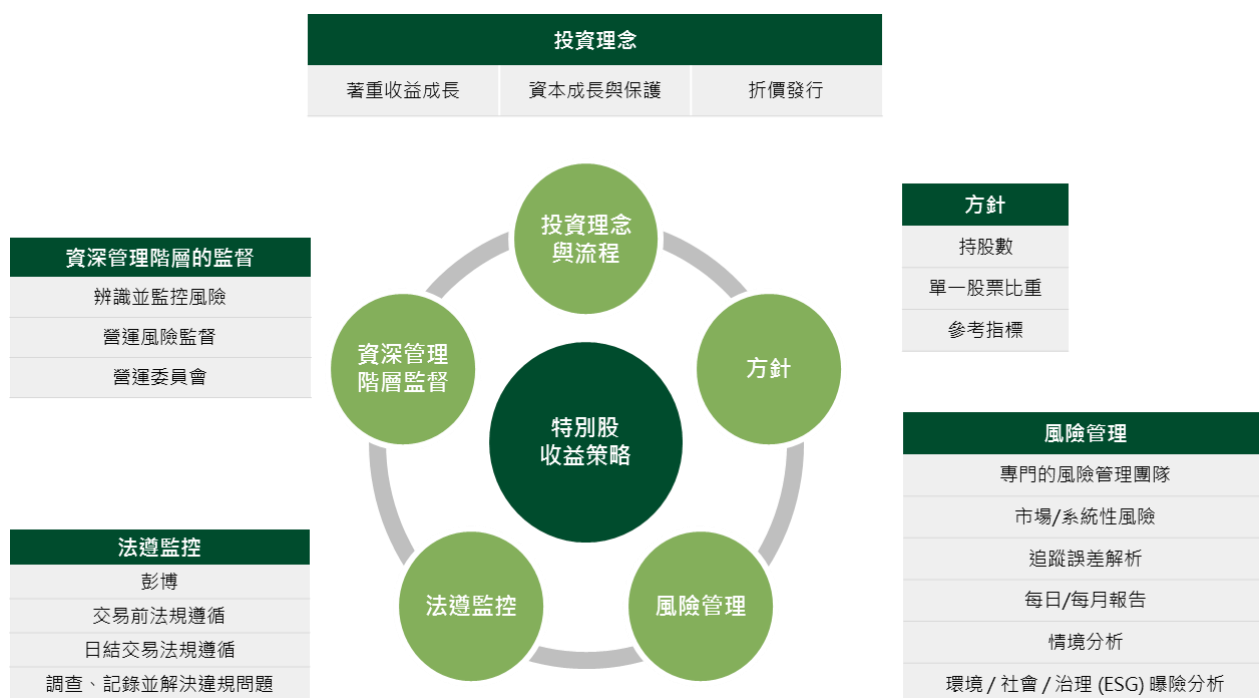 投資理念
著重收益成長
資本成長與保護
折價發行
投資理念
與流程
方針
持股數
單一股票比重
參考指標
資深管理階層的監督
辨識並監控風險
營運風險監督
營運委員會
資深管理
階層監督
方針
特別股
收益策略
風險管理
專門的風險管理團隊
市場/系統性風險
追蹤誤差解析
每日/每月報告
情境分析
環境 / 社會 / 治理 (ESG) 曝險分析
法遵監控
彭博
交易前法規遵循
日結交易法規遵循
調查、記錄並解決違規問題
法遵監控
風險管理